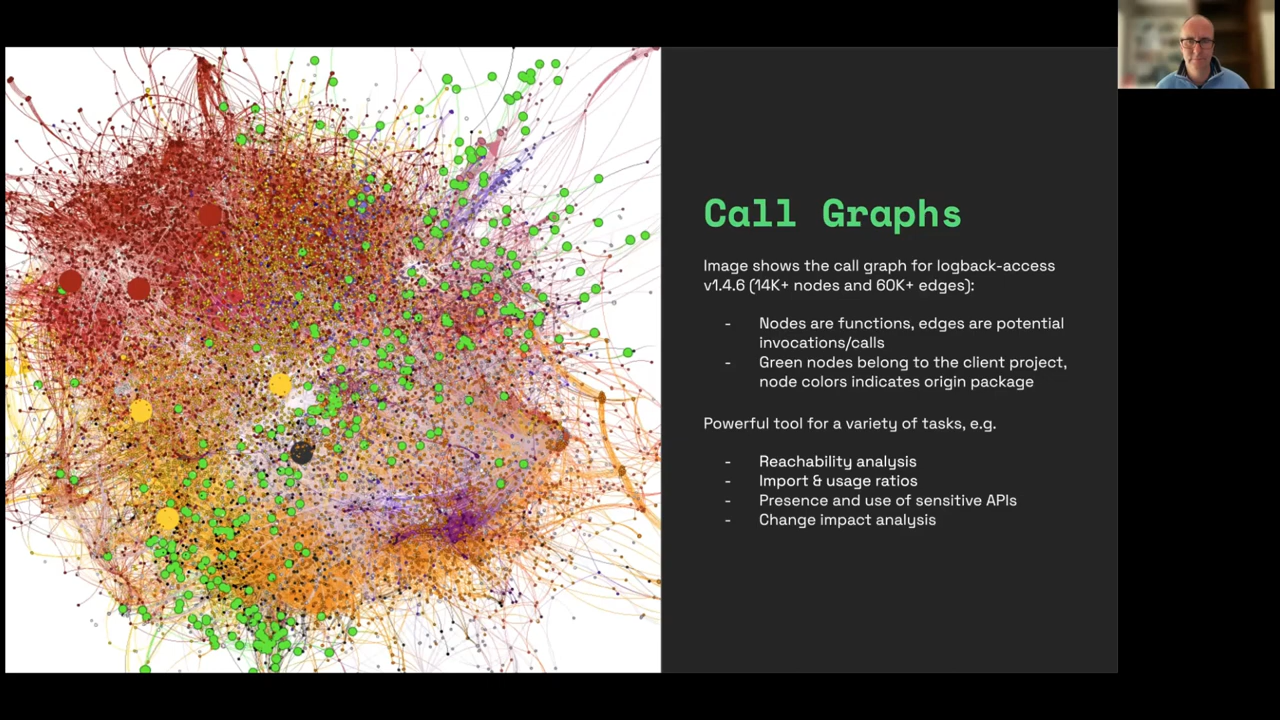 Call Graphs
Image shows the call graph for logback-access
v1.4.6 (14K+ nodes and 60K+ edges):
- Nodes are functions, edges are potential
invocations/calls
- Green nodes belong to the client project,
node colors indicates origin package
Powerful tool for a variety of tasks, e.g.
- Reachability analysis
- Import & usage ratios
- Presence and use of sensitive APIs
- Change impact analysis